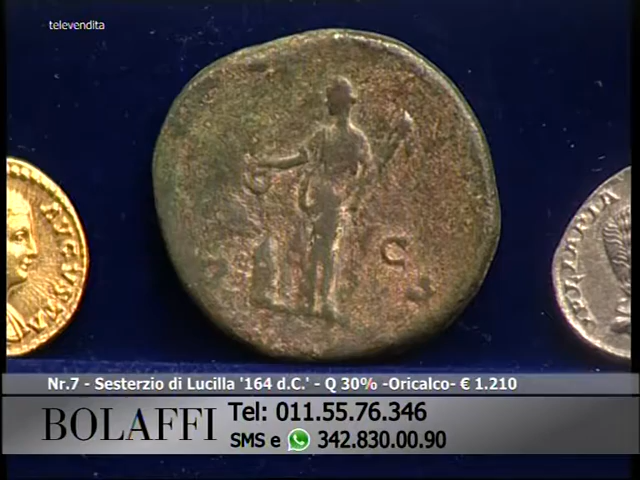 televendita
AUGUSTA
C
Nr.7 - Sesterzio di Lucilla '164 d.C.' - Q 30% -Oricalco- € 1.210
BOLAFFI
Tel: 011.55.76.346
SMS e 342.830.00.90